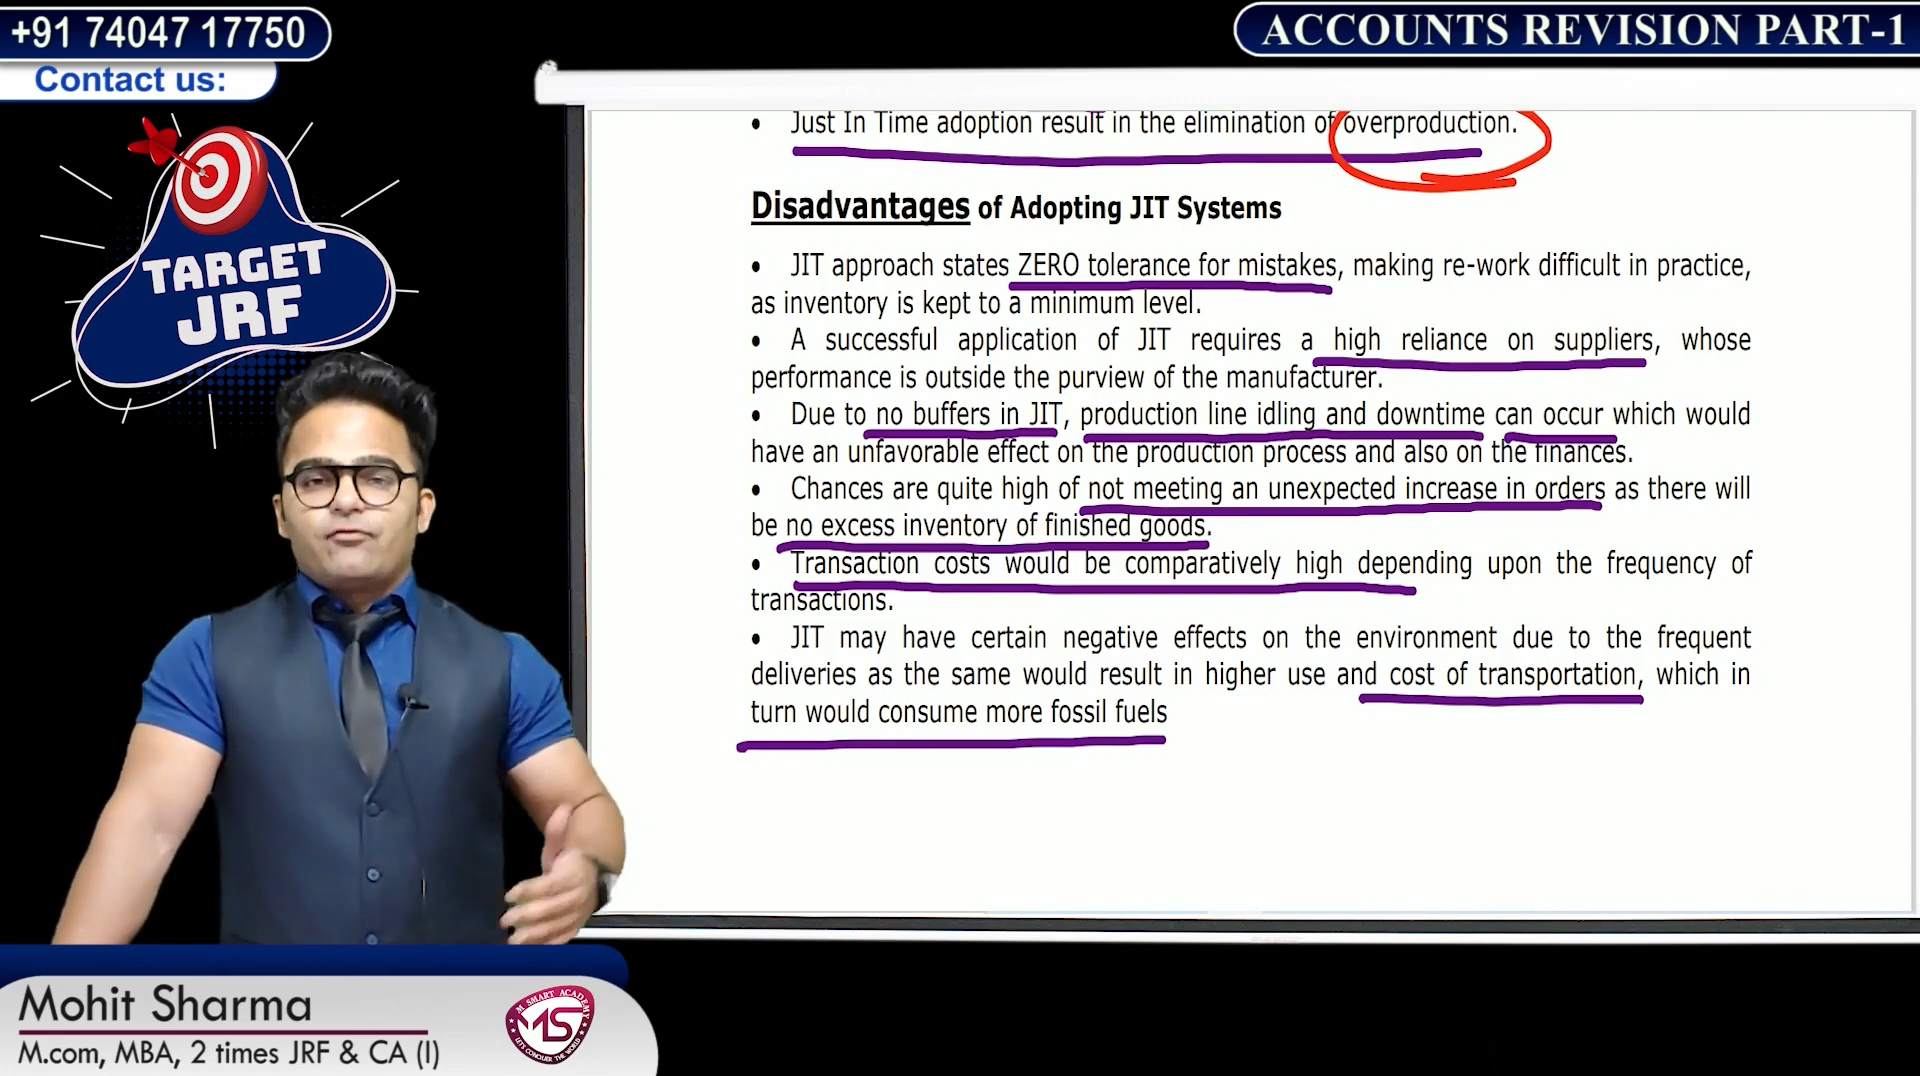 +91 74047 17750
Contact us:
ACCOUNTS REVISION PART-1
TARGET
JRF
• Just In Time adoption result in the elimination of overproduction.
Disadvantages of Adopting JIT Systems
• JIT approach states ZERO tolerance for mistakes, making re-work difficult in practice,
as inventory is kept to a minimum level.
• A successful application of JIT requires a high reliance on suppliers, whose
performance is outside the purview of the manufacturer.
• Due to no buffers in JIT, production line idling and downtime can occur which would
have an unfavorable effect on the production process and also on the finances.
• Chances are quite high of not meeting an unexpected increase in orders as there will
be no excess inventory of finished goods.
• Transaction costs would be comparatively high depending upon the frequency of
transactions.
• JIT may have certain negative effects on the environment due to the frequent
deliveries as the same would result in higher use and cost of transportation, which in
turn would consume more fossil fuels
Mohit Sharma
M.com, MBA, 2 times JRF & CA (I)
M SMART ACADEMY
MS
LETS CONQUER THE WORLD